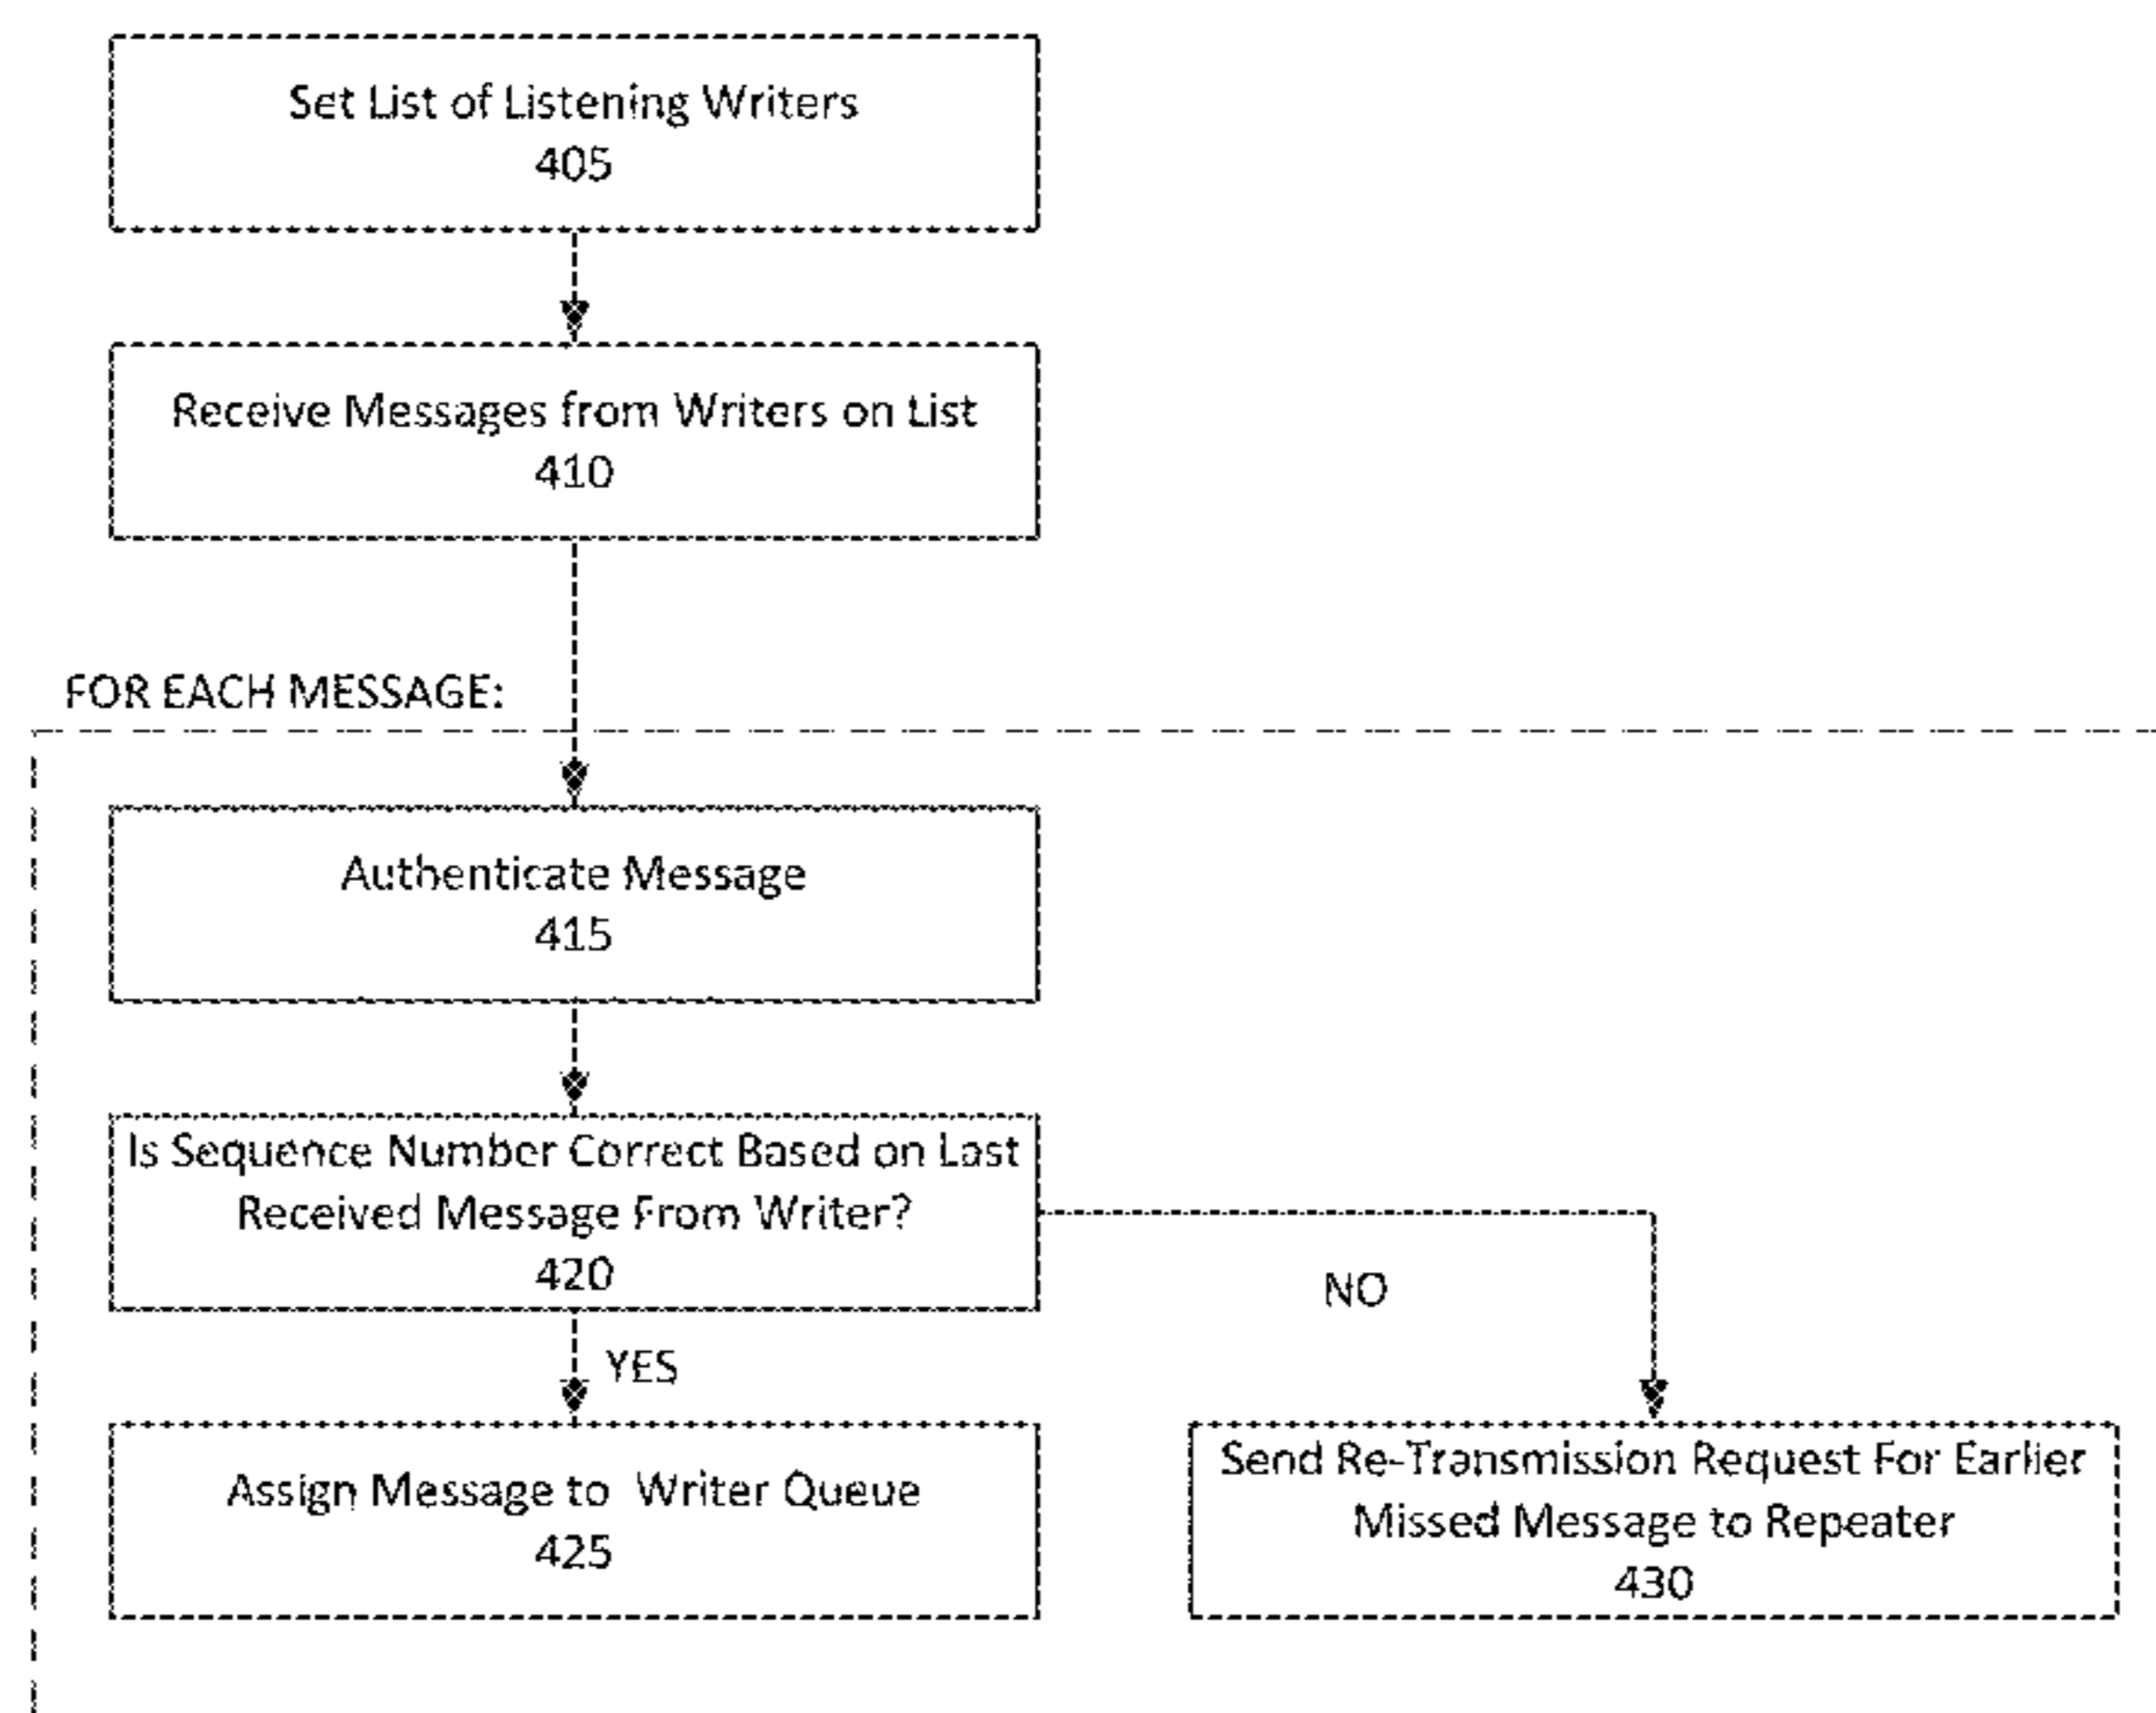 Set List of Listening Writers
405
Receive Messages from Writers on List
410
FOR EACH MESSAGE:
Authenticate Message
415
Is Sequence Number Correct Based on Last
Received Message From Writer?
420
NO
YES
Assign Message to Writer Queue
425
Send Re-Transmission Request For Earlier
Missed Message to Repeater
430